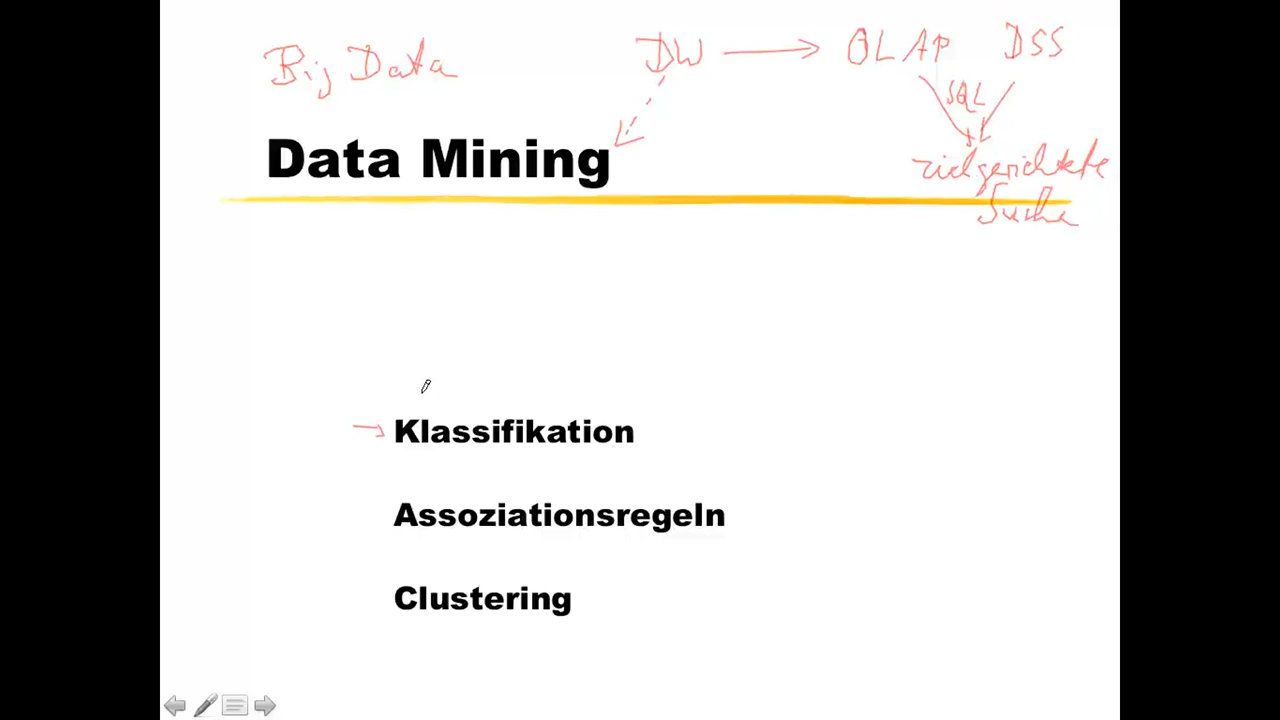 Big Data DW OLAP DSS
SQL
Data Mining
zielgerichtete
Suche
Klassifikation
Assoziationsregeln
Clustering